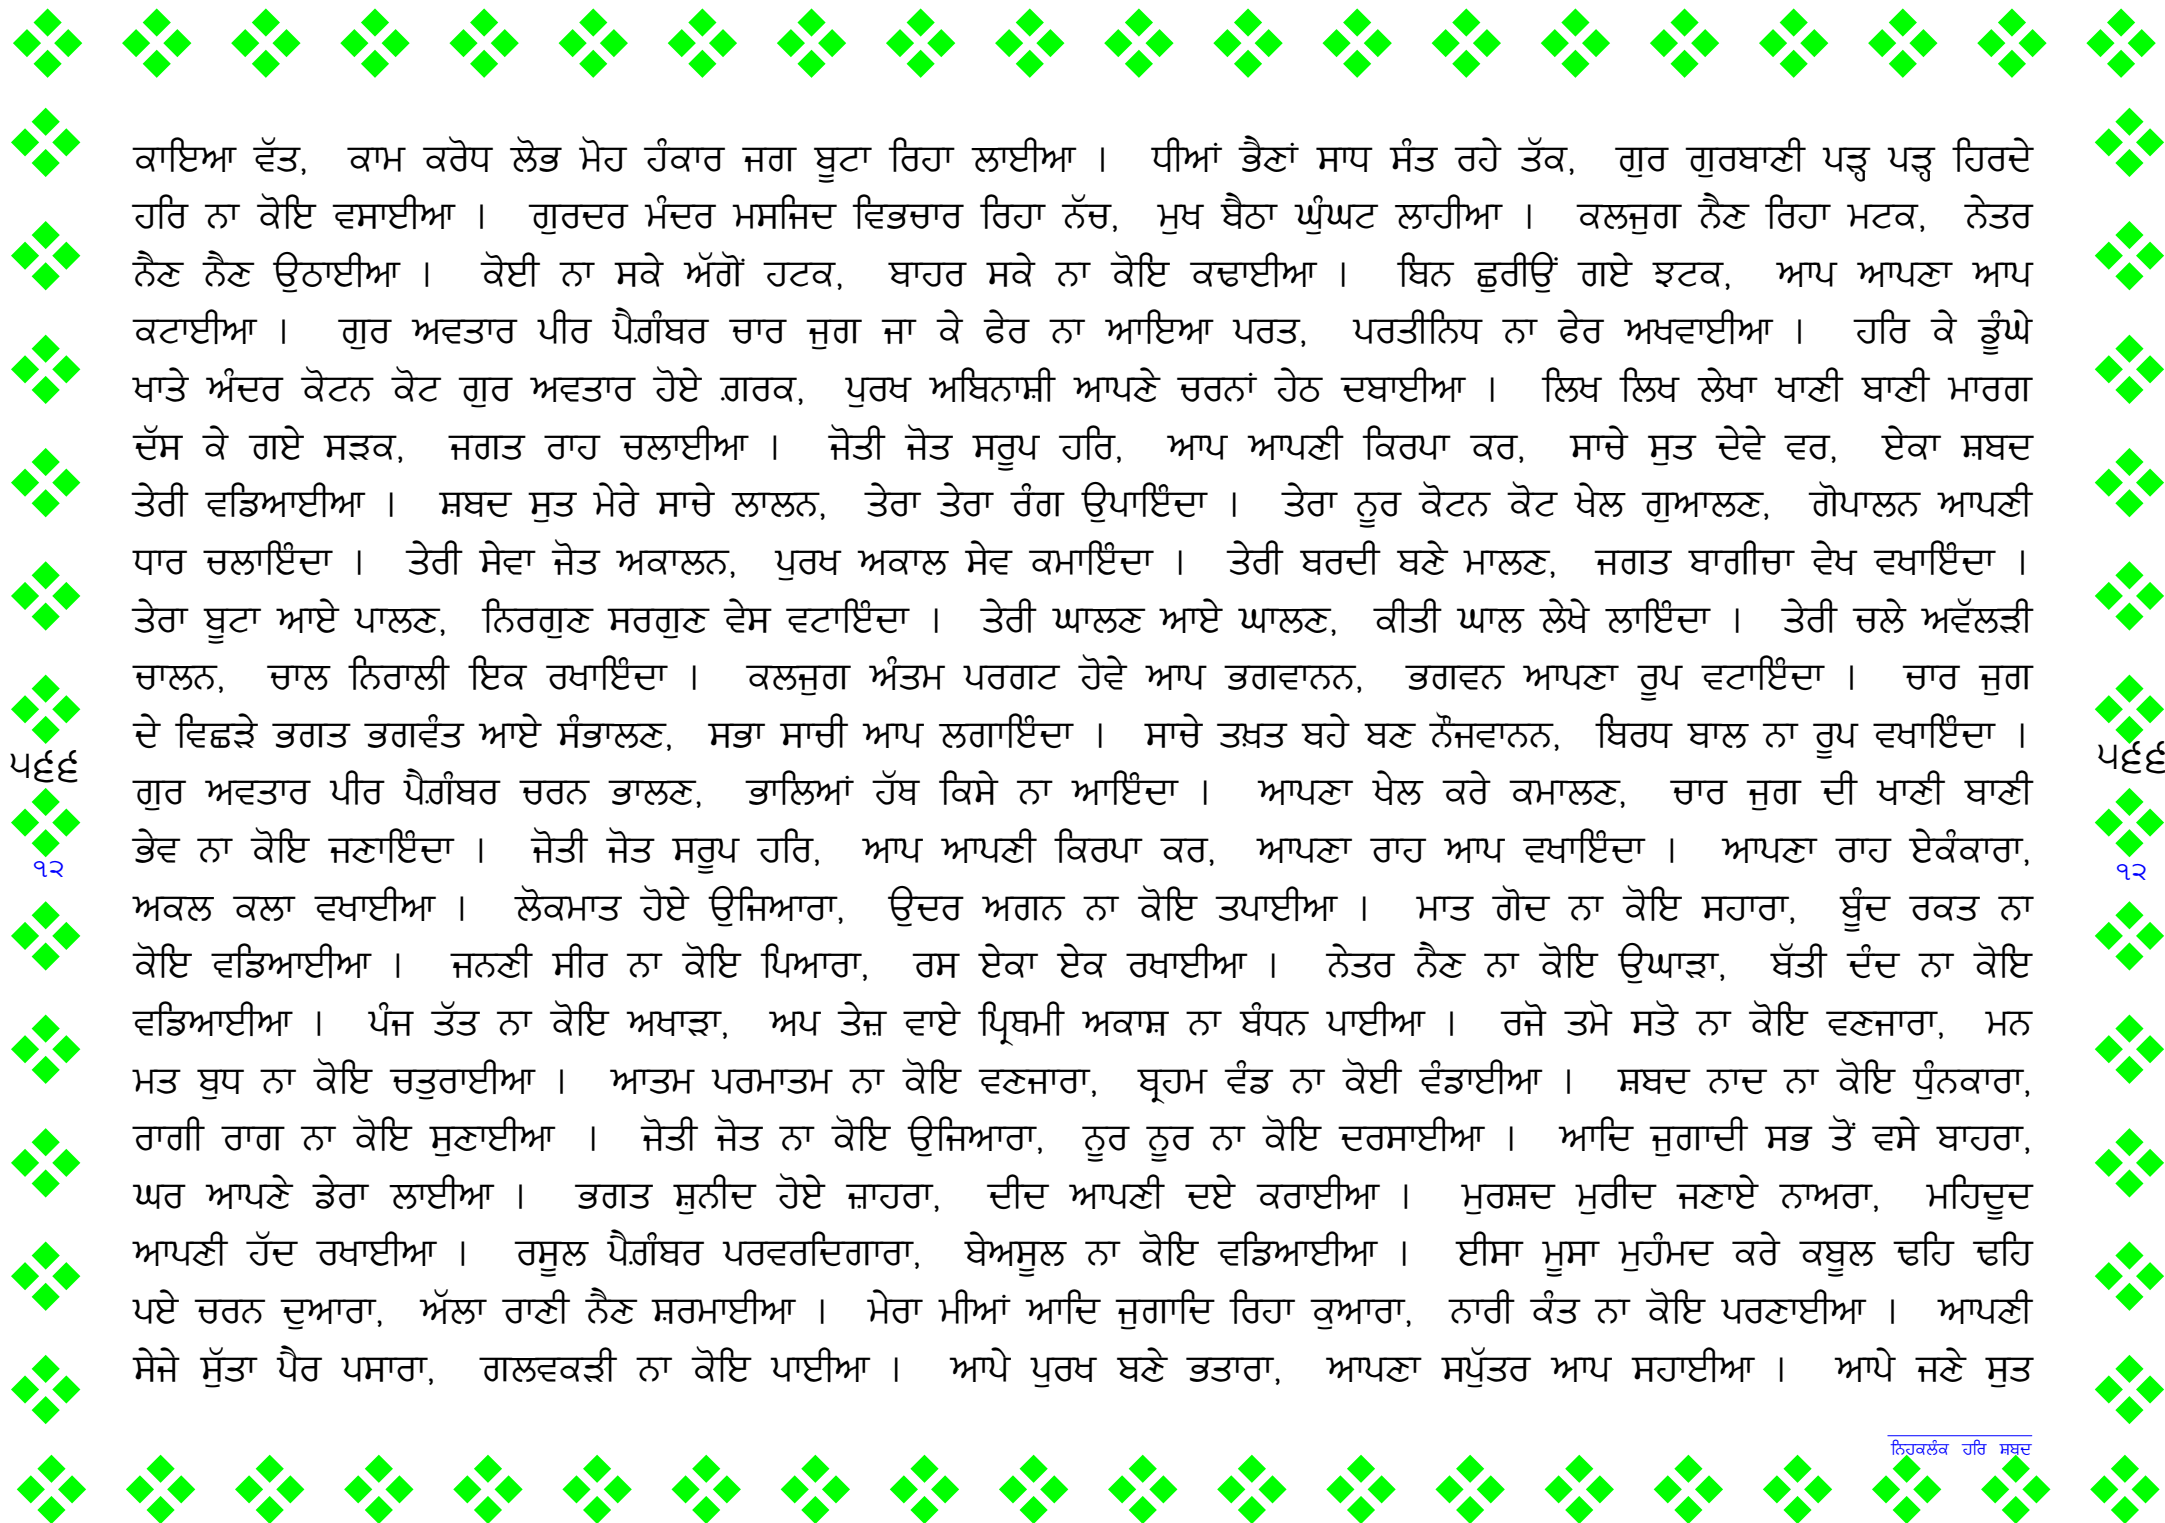 ਕਾਇਆ ਵੱਤ, ਕਾਮ ਕਰੋਧ ਲੋਭ ਮੋਹ ਹੰਕਾਰ ਜਗ ਬੂਟਾ ਰਿਹਾ ਲਾਈਆ । ਧੀਆਂ ਭੈਣਾਂ ਸਾਧ ਸੰਤ ਰਹੇ ਤੱਕ, ਗੁਰ ਗੁਰਬਾਣੀ ਪੜ੍ਹ ਪੜ੍ਹ ਹਿਰਦੇ
ਹਰਿ ਨਾ ਕੋਇ ਵਸਾਈਆ । ਗੁਰਦਰ ਮੰਦਰ ਮਸਜਿਦ ਵਿਭਚਾਰ ਰਿਹਾ ਨੱਚ, ਮੁਖ ਬੈਠਾ ਘੁੰਘਟ ਲਾਹੀਆ । ਕਲਜੁਗ ਨੈਣ ਰਿਹਾ ਮਟਕ, ਨੇਤਰ
ਨੈਣ ਨੈਣ ਉਠਾਈਆ । ਕੋਈ ਨਾ ਸਕੇ ਅੱਗੋਂ ਹਟਕ, ਬਾਹਰ ਸਕੇ ਨਾ ਕੋਇ ਕਢਾਈਆ । ਬਿਨ ਛੁਰੀਉਂ ਗਏ ਝਟਕ, ਆਪ ਆਪਣਾ ਆਪ
ਕਟਾਈਆ । ਗੁਰ ਅਵਤਾਰ ਪੀਰ ਪੈਗ਼ੰਬਰ ਚਾਰ ਜੁਗ ਜਾ ਕੇ ਫੇਰ ਨਾ ਆਇਆ ਪਰਤ, ਪਰਤੀਨਿਧ ਨਾ ਫੇਰ ਅਖਵਾਈਆ । ਹਰਿ ਕੇ ਡੂੰਘੇ
ਖਾਤੇ ਅੰਦਰ ਕੋਟਨ ਕੋਟ ਗੁਰ ਅਵਤਾਰ ਹੋਏ ਗ਼ਰਕ, ਪੁਰਖ ਅਬਿਨਾਸ਼ੀ ਆਪਣੇ ਚਰਨਾਂ ਹੇਠ ਦਬਾਈਆ । ਲਿਖ ਲਿਖ ਲੇਖਾ ਖਾਣੀ ਬਾਣੀ ਮਾਰਗ
ਦੱਸ ਕੇ ਗਏ ਸੜਕ, ਜਗਤ ਰਾਹ ਚਲਾਈਆ । ਜੋਤੀ ਜੋਤ ਸਰੂਪ ਹਰਿ, ਆਪ ਆਪਣੀ ਕਿਰਪਾ ਕਰ, ਸਾਚੇ ਸੁਤ ਦੇਵੇ ਵਰ, ਏਕਾ ਸ਼ਬਦ
ਤੇਰੀ ਵਡਿਆਈਆ । ਸ਼ਬਦ ਸੁਤ ਮੇਰੇ ਸਾਚੇ ਲਾਲਨ, ਤੇਰਾ ਤੇਰਾ ਰੰਗ ਉਪਾਇੰਦਾ । ਤੇਰਾ ਨੂਰ ਕੋਟਨ ਕੋਟ ਖੇਲ ਗੁਆਲਣ, ਗੋਪਾਲਨ ਆਪਣੀ
ਧਾਰ ਚਲਾਇੰਦਾ । ਤੇਰੀ ਸੇਵਾ ਜੋਤ ਅਕਾਲਨ, ਪੁਰਖ ਅਕਾਲ ਸੇਵ ਕਮਾਇੰਦਾ । ਤੇਰੀ ਬਰਦੀ ਬਣੇ ਮਾਲਣ, ਜਗਤ ਬਾਗੀਚਾ ਵੇਖ ਵਖਾਇੰਦਾ ।
ਤੇਰਾ ਬੂਟਾ ਆਏ ਪਾਲਣ, ਨਿਰਗੁਣ ਸਰਗੁਣ ਵੇਸ ਵਟਾਇੰਦਾ । ਤੇਰੀ ਘਾਲਣ ਆਏ ਘਾਲਣ, ਕੀਤੀ ਘਾਲ ਲੇਖੇ ਲਾਇੰਦਾ । ਤੇਰੀ ਚਲੇ ਅਵੱਲੜੀ
ਚਾਲਨ, ਚਾਲ ਨਿਰਾਲੀ ਇਕ ਰਖਾਇੰਦਾ । ਕਲਜੁਗ ਅੰਤਮ ਪਰਗਟ ਹੋਵੇ ਆਪ ਭਗਵਾਨਨ, ਭਗਵਨ ਆਪਣਾ ਰੂਪ ਵਟਾਇੰਦਾ । ਚਾਰ ਜੁਗ
ਦੇ ਵਿਛੜੇ ਭਗਤ ਭਗਵੰਤ ਆਏ ਸੰਭਾਲਣ, ਸਭਾ ਸਾਚੀ ਆਪ ਲਗਾਇੰਦਾ । ਸਾਚੇ ਤਖ਼ਤ ਬਹੇ ਬਣ ਨੌਜਵਾਨਨ, ਬਿਰਧ ਬਾਲ ਨਾ ਰੂਪ ਵਖਾਇੰਦਾ ।
ਗੁਰ ਅਵਤਾਰ ਪੀਰ ਪੈਗ਼ੰਬਰ ਚਰਨ ਭਾਲਣ, ਭਾਲਿਆਂ ਹੱਥ ਕਿਸੇ ਨਾ ਆਇੰਦਾ । ਆਪਣਾ ਖੇਲ ਕਰੇ ਕਮਾਲਣ, ਚਾਰ ਜੁਗ ਦੀ ਖਾਣੀ ਬਾਣੀ
ਭੇਵ ਨਾ ਕੋਇ ਜਣਾਇੰਦਾ । ਜੋਤੀ ਜੋਤ ਸਰੂਪ ਹਰਿ, ਆਪ ਆਪਣੀ ਕਿਰਪਾ ਕਰ, ਆਪਣਾ ਰਾਹ ਆਪ ਵਖਾਇੰਦਾ । ਆਪਣਾ ਰਾਹ ਏਕੰਕਾਰਾ,
ਅਕਲ ਕਲਾ ਵਖਾਈਆ । ਲੋਕਮਾਤ ਹੋਏ ਉਜਿਆਰਾ, ਉਦਰ ਅਗਨ ਨਾ ਕੋਇ ਤਪਾਈਆ । ਮਾਤ ਗੋਦ ਨਾ ਕੋਇ ਸਹਾਰਾ, ਬੂੰਦ ਰਕਤ ਨਾ
ਕੋਇ ਵਡਿਆਈਆ । ਜਨਣੀ ਸੀਰ ਨਾ ਕੋਇ ਪਿਆਰਾ, ਰਸ ਏਕਾ ਏਕ ਰਖਾਈਆ । ਨੇਤਰ ਨੈਣ ਨਾ ਕੋਇ ਉਘਾੜਾ, ਬੱਤੀ ਦੰਦ ਨਾ ਕੋਇ
ਵਡਿਆਈਆ । ਪੰਜ ਤੱਤ ਨਾ ਕੋਇ ਅਖਾੜਾ, ਅਪ ਤੇਜ਼ ਵਾਏ ਪ੍ਰਿਥਮੀ ਅਕਾਸ਼ ਨਾ ਬੰਧਨ ਪਾਈਆ । ਰਜੋ ਤਮੋ ਸਤੋ ਨਾ ਕੋਇ ਵਣਜਾਰਾ, ਮਨ
ਮਤ ਬੁਧ ਨਾ ਕੋਇ ਚਤੁਰਾਈਆ । ਆਤਮ ਪਰਮਾਤਮ ਨਾ ਕੋਇ ਵਣਜਾਰਾ, ਬ੍ਰਹਮ ਵੰਡ ਨਾ ਕੋਈ ਵੰਡਾਈਆ । ਸ਼ਬਦ ਨਾਦ ਨਾ ਕੋਇ ਧੁੰਨਕਾਰਾ,
ਰਾਗੀ ਰਾਗ ਨਾ ਕੋਇ ਸੁਣਾਈਆ । ਜੋਤੀ ਜੋਤ ਨਾ ਕੋਇ ਉਜਿਆਰਾ, ਨੂਰ ਨੂਰ ਨਾ ਕੋਇ ਦਰਸਾਈਆ । ਆਦਿ ਜੁਗਾਦੀ ਸਭ ਤੋਂ ਵਸੇ ਬਾਹਰਾ,
ਘਰ ਆਪਣੇ ਡੇਰਾ ਲਾਈਆ । ਭਗਤ ਸ਼ੁਨੀਦ ਹੋਏ ਜ਼ਾਹਰਾ, ਦੀਦ ਆਪਣੀ ਦਏ ਕਰਾਈਆ । ਮੁਰਸ਼ਦ ਮੁਰੀਦ ਜਣਾਏ ਨਾਅਰਾ, ਮਹਿਦੂਦ
ਆਪਣੀ ਹੱਦ ਰਖਾਈਆ । ਰਸੂਲ ਪੈਗ਼ੰਬਰ ਪਰਵਰਦਿਗਾਰਾ, ਬੇਅਸੂਲ ਨਾ ਕੋਇ ਵਡਿਆਈਆ । ਈਸਾ ਮੂਸਾ ਮੁਹੰਮਦ ਕਰੇ ਕਬੂਲ ਢਹਿ ਢਹਿ
ਪਏ ਚਰਨ ਦੁਆਰਾ, ਅੱਲਾ ਰਾਣੀ ਨੈਣ ਸ਼ਰਮਾਈਆ । ਮੇਰਾ ਮੀਆਂ ਆਦਿ ਜੁਗਾਦਿ ਰਿਹਾ ਕੁਆਰਾ, ਨਾਰੀ ਕੰਤ ਨਾ ਕੋਇ ਪਰਣਾਈਆ । ਆਪਣੀ
ਸੇਜੇ ਸੁੱਤਾ ਪੈਰ ਪਸਾਰਾ, ਗਲਵਕੜੀ ਨਾ ਕੋਇ ਪਾਈਆ । ਆਪੇ ਪੁਰਖ ਬਣੇ ਭਤਾਰਾ, ਆਪਣਾ ਸਪੁੱਤਰ ਆਪ ਸਹਾਈਆ । ਆਪੇ ਜਣੇ ਸੁਤ
੫੬੬
੫੬੬
੧੨
੧੨
ਨਿਹਕਲੰਕ ਹਰਿ ਸ਼ਬਦ